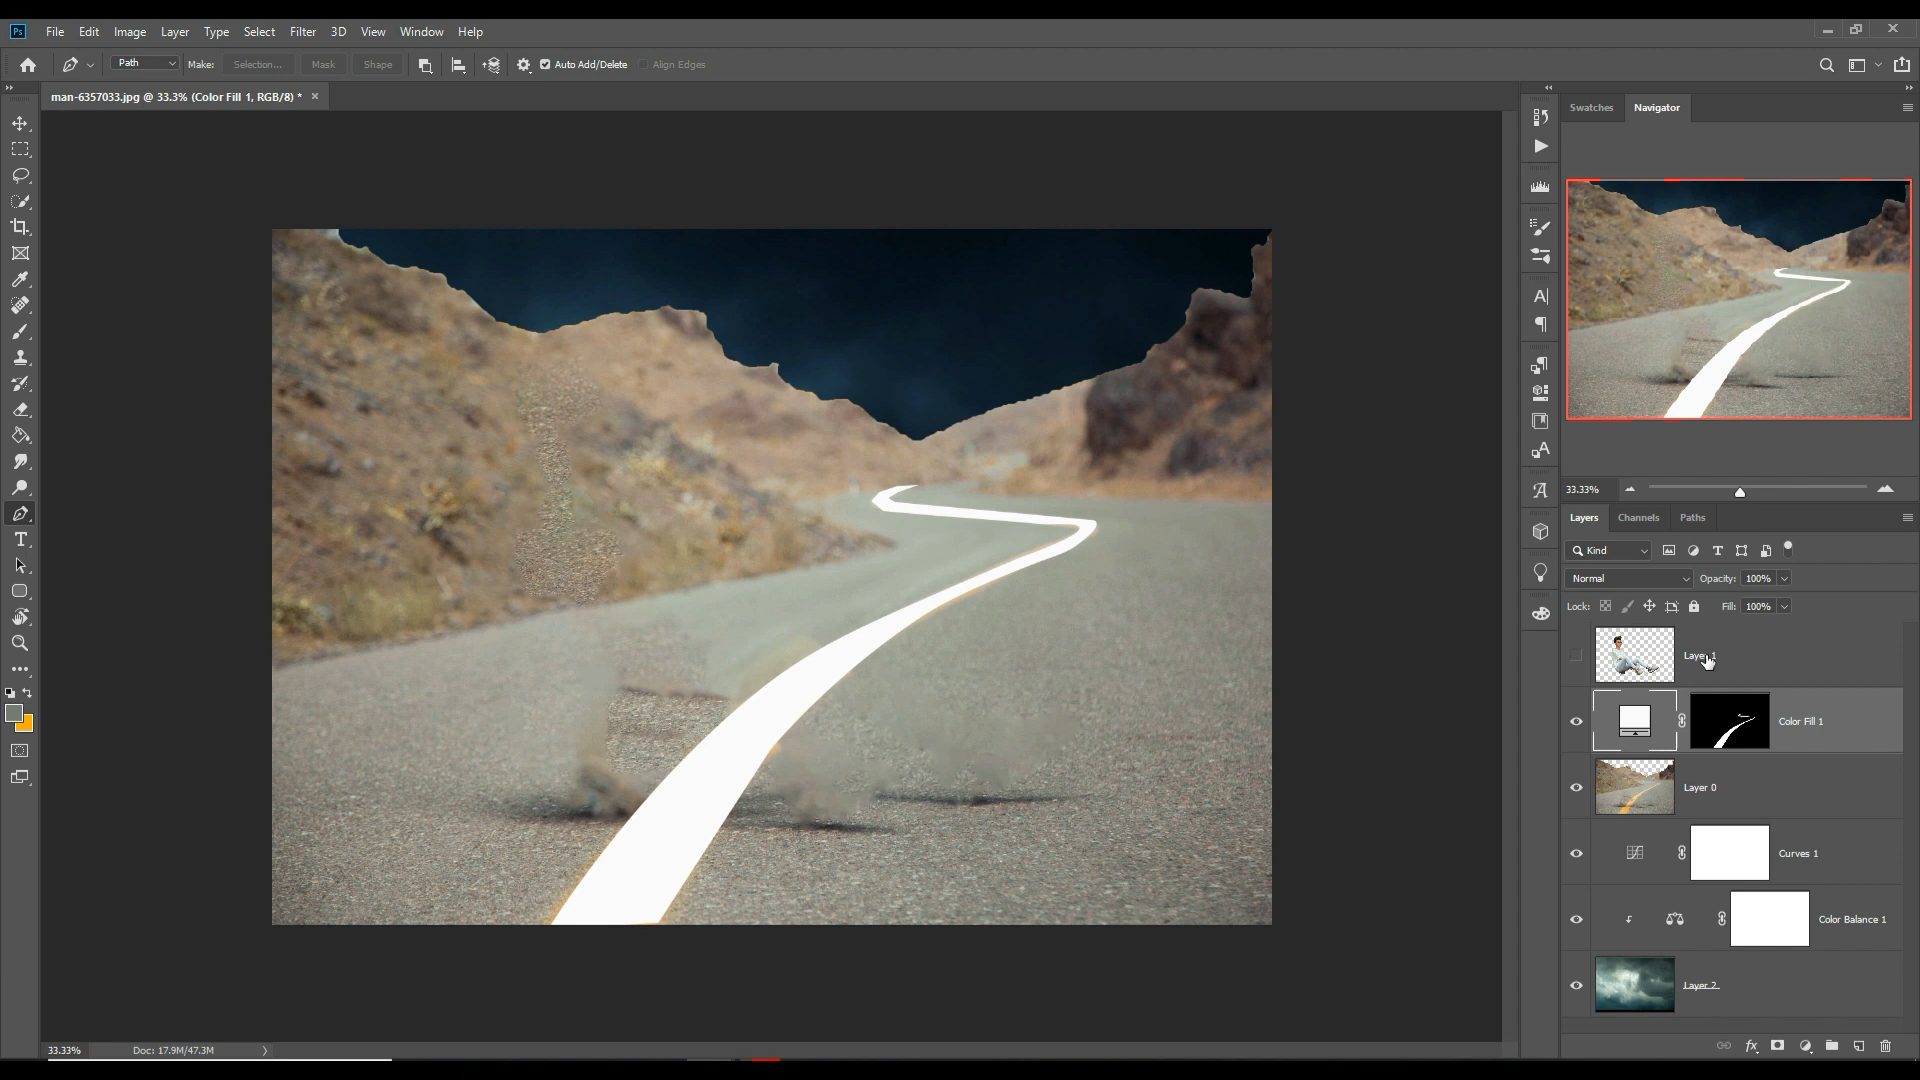 Ps File Edit Image Layer Type Select Filter 3D View Window Help
Path Make: Selection... Mask Shape Auto Add/Delete Align Edges
man-6357033.jpg @ 33.3% (Color Fill 1, RGB/8) *
Swatches Navigator
33.33%
Layers Channels Paths
Kind
Normal Opacity: 100%
Lock: Fill: 100%
Layer 1
Color Fill 1
Layer 0
Curves 1
Color Balance 1
Layer 2
33.33% Doc: 17.9M/47.3M